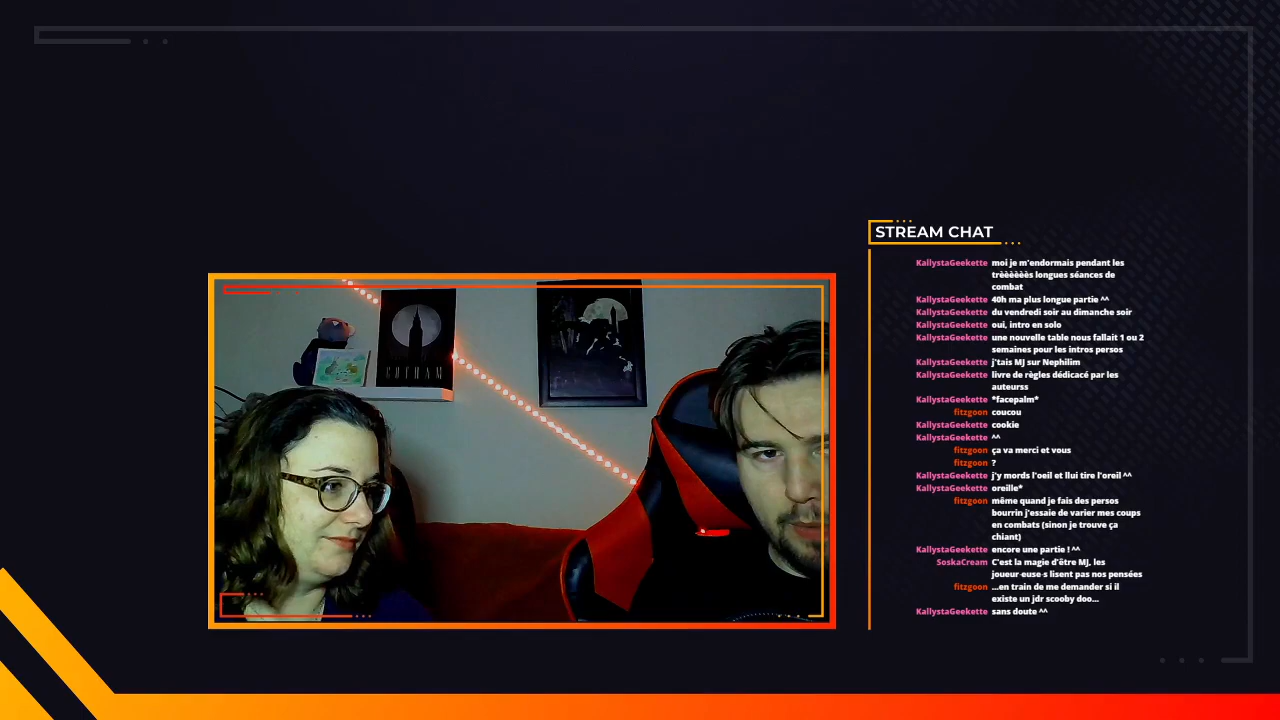 STREAM CHAT
KallystaGeekette moi je m'endormais pendant les
trèèèèèès longues séances de
combat
KallystaGeekette 40h ma plus longue partie ^^
KallystaGeekette du vendredi soir au dimanche soir
KallystaGeekette oui, intro en solo
KallystaGeekette une nouvelle table nous fallait 1 ou 2
semaines pour les intros persos
KallystaGeekette j'tais MJ sur Nephilim
KallystaGeekette livre de règles dédicacé par les
auteurss
KallystaGeekette *facepalm*
fitzgoon coucou
KallystaGeekette cookie
KallystaGeekette ^^
fitzgoon ça va merci et vous
fitzgoon ?
KallystaGeekette j'y mords l'oeil et llui tire l'oreil ^^
KallystaGeekette oreille*
fitzgoon même quand je fais des persos
bourrin j'essaie de varier mes coups
en combats (sinon je trouve ça
chiant)
KallystaGeekette encore une partie ! ^^
SoskaCream C'est la magie d'être MJ, les
joueur·euse·s lisent pas nos pensées
fitzgoon ...en train de me demander si il
existe un jdr scooby doo...
KallystaGeekette sans doute ^^
GOTHAM